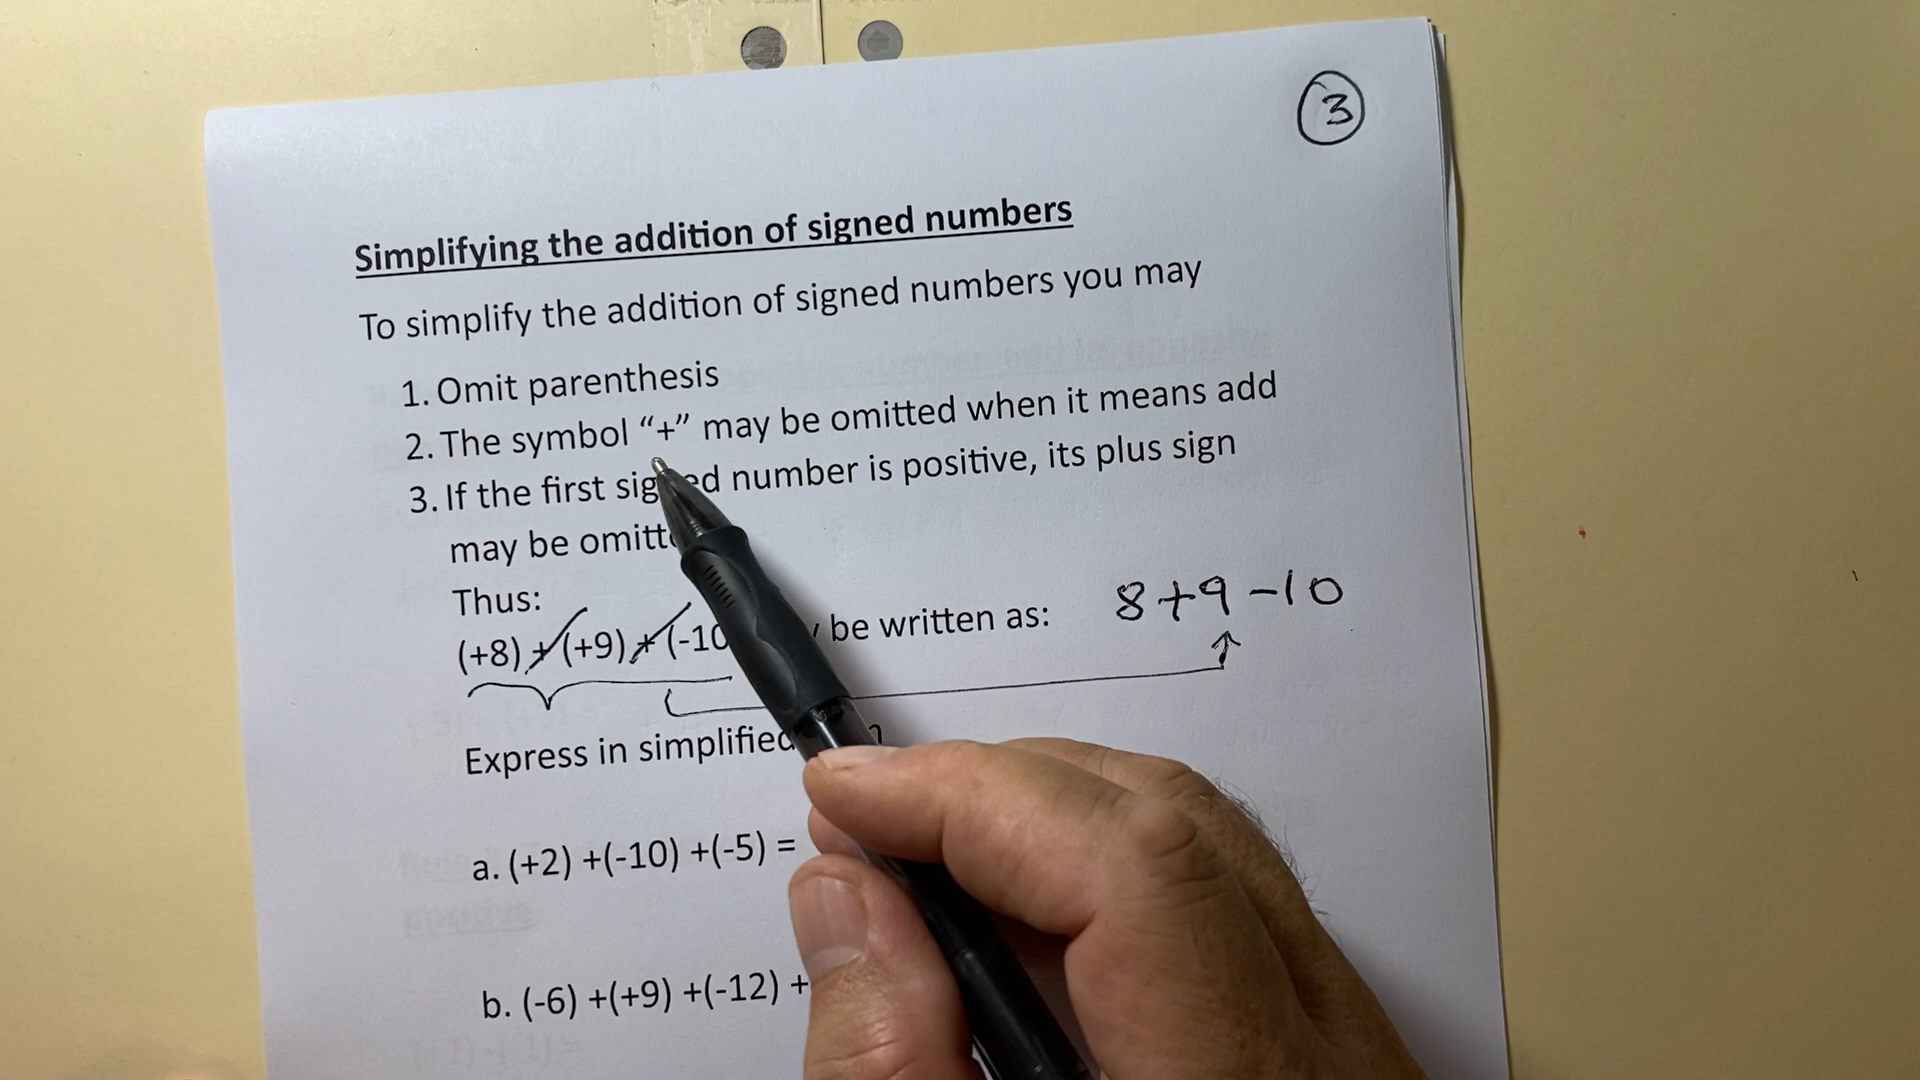 3
Simplifying the addition of signed numbers
To simplify the addition of signed numbers you may
1. Omit parenthesis
2. The symbol “+” may be omitted when it means add
3. If the first signed number is positive, its plus sign
may be
Thus:
(+8) + (+9) + (-10 be written as: 8+9-10
Express in simplified
a. (+2) +(-10) +(-5) =
b. (-6) +(+9) +(-12) +